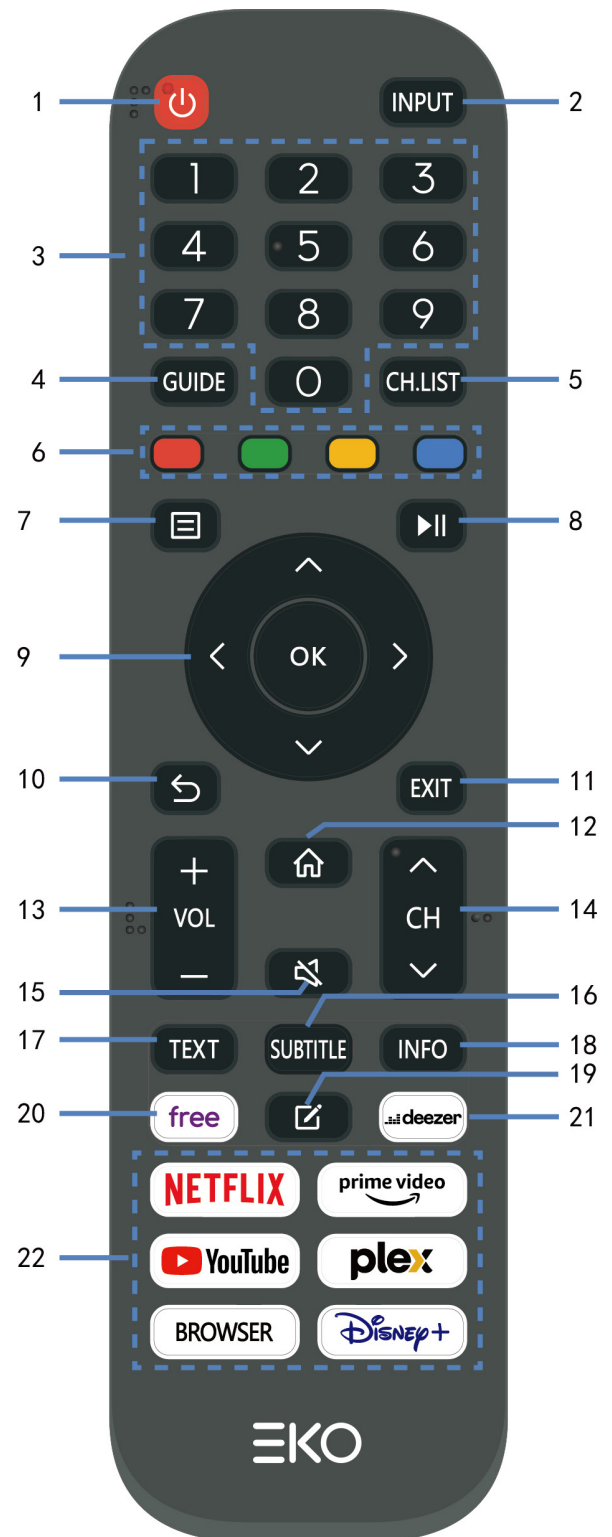 1
INPUT
2
1 2 3
3
4 5 6
7 8 9
4
GUIDE
0
CH.LIST
5
6
7
8
9
OK
10
EXIT
11
12
+
VOL
−
13
CH
14
15
16
17
TEXT
SUBTITLE
INFO
18
19
20
free
deezer
21
NETFLIX
prime video
22
YouTube
plex
BROWSER
Disney+
EKO